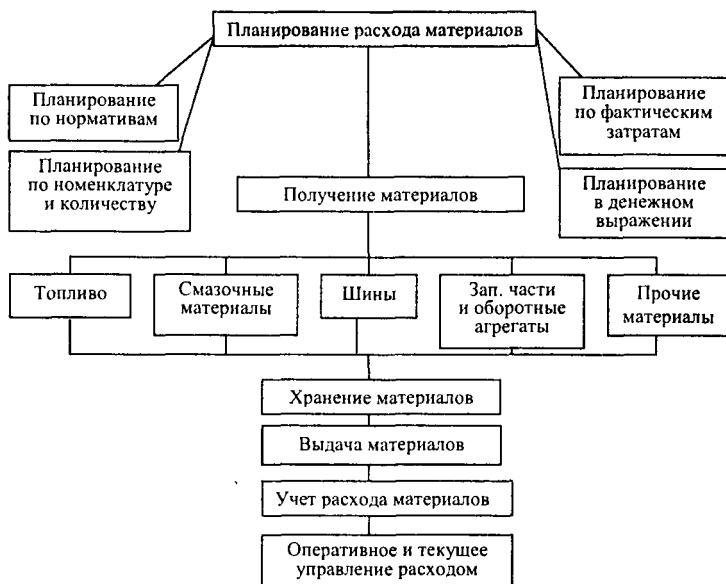 Планирование расхода материалов
Планирование
по нормативам
Планирование
по фактическим
затратам
Планирование
по номенклатуре
и количеству
Получение материалов
Планирование
в денежном
выражении
Топливо
Смазочные
материалы
Шины
Зап. части
и оборотные
агрегаты
Прочие
материалы
Хранение материалов
Выдача материалов
Учет расхода материалов
Оперативное и текущее
управление расходом